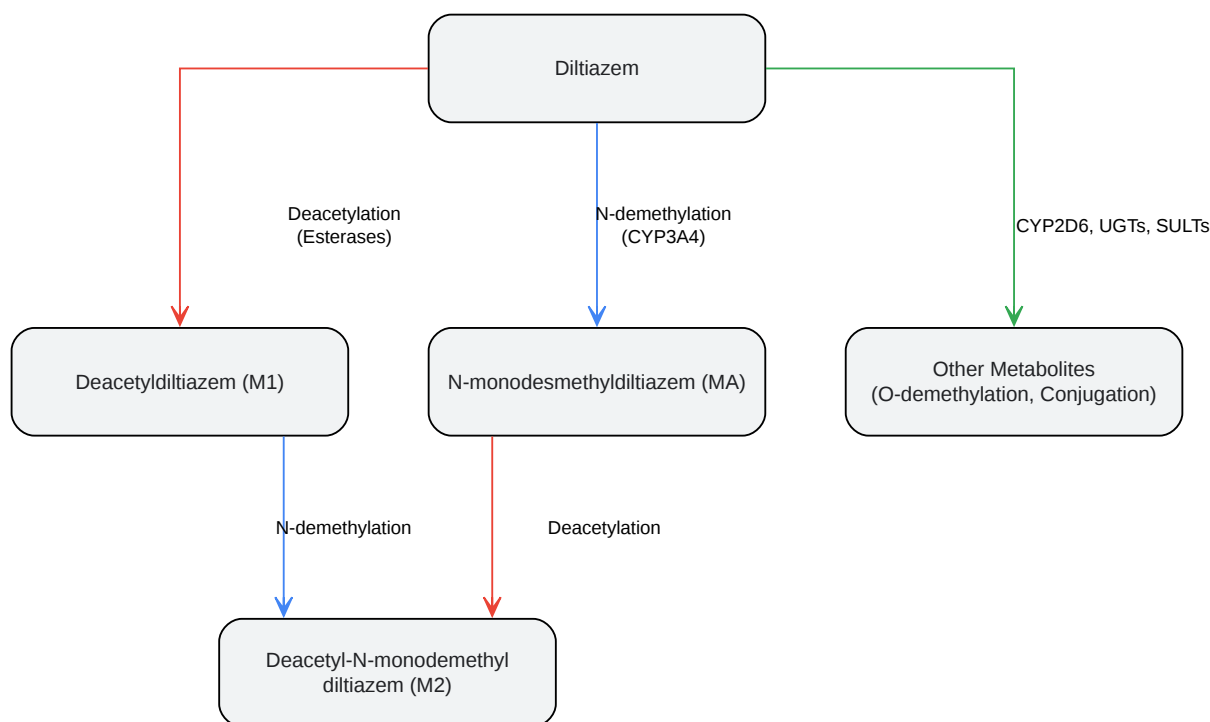 Diltiazem
Deacetylation
(Esterases)
N-demethylation
(CYP3A4)
CYP2D6, UGTs, SULTs
Deacetyldiltiazem (M1)
N-monodesmethyldiltiazem (MA)
Other Metabolites
(O-demethylation, Conjugation)
N-demethylation
Deacetylation
Deacetyl-N-monodemethyl
diltiazem (M2)